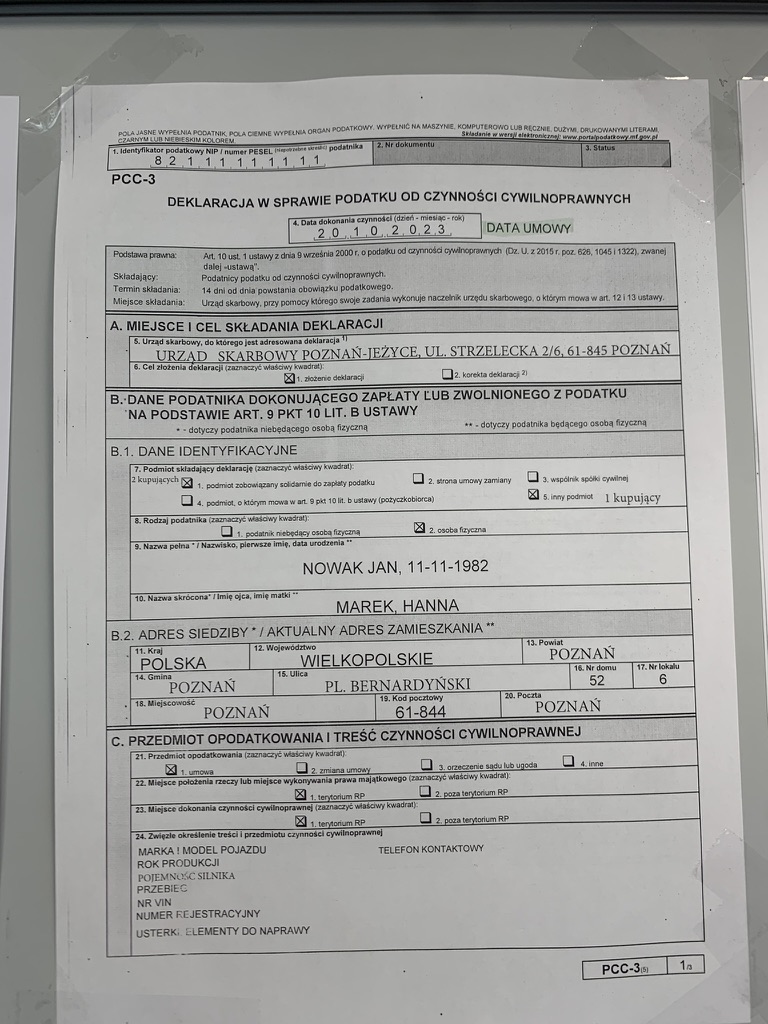 POLA JASNE WYPEŁNIA PODATNIK, POLA CIEMNE WYPEŁNIA ORGAN PODATKOWY. WYPEŁNIĆ NA MASZYNIE, KOMPUTEROWO LUB RĘCZNIE, DUŻYMI, DRUKOWANYMI LITERAMI,
CZARNYM LUB NIEBIESKIM KOLOREM. Składanie w wersji elektronicznej: www.portalpodatkowy.mf.gov.pl
1. Identyfikator podatkowy NIP / numer PESEL (niepotrzebne skreślić) podatnika 2. Nr dokumentu 3. Status
8 2 1 1 1 1 1 1 1 1 1
PCC-3
DEKLARACJA W SPRAWIE PODATKU OD CZYNNOŚCI CYWILNOPRAWNYCH
4. Data dokonania czynności (dzień - miesiąc - rok)
2 0 1 0 2 0 2 3 DATA UMOWY
Podstawa prawna: Art. 10 ust. 1 ustawy z dnia 9 września 2000 r. o podatku od czynności cywilnoprawnych (Dz. U. z 2015 r. poz. 626, 1045 i 1322), zwanej
dalej „ustawą".
Składający: Podatnicy podatku od czynności cywilnoprawnych.
Termin składania: 14 dni od dnia powstania obowiązku podatkowego.
Miejsce składania: Urząd skarbowy, przy pomocy którego swoje zadania wykonuje naczelnik urzędu skarbowego, o którym mowa w art. 12 i 13 ustawy.
A. MIEJSCE I CEL SKŁADANIA DEKLARACJI
5. Urząd skarbowy, do którego jest adresowana deklaracja 1)
URZĄD SKARBOWY POZNAŃ-JEŻYCE, UL. STRZELECKA 2/6, 61-845 POZNAŃ
6. Cel złożenia deklaracji (zaznaczyć właściwy kwadrat):
1. złożenie deklaracji 2. korekta deklaracji 2)
B. DANE PODATNIKA DOKONUJĄCEGO ZAPŁATY LUB ZWOLNIONEGO Z PODATKU
NA PODSTAWIE ART. 9 PKT 10 LIT. B USTAWY
* - dotyczy podatnika niebędącego osobą fizyczną ** - dotyczy podatnika będącego osobą fizyczną
B.1. DANE IDENTYFIKACYJNE
7. Podmiot składający deklarację (zaznaczyć właściwy kwadrat):
2 kupujących 1. podmiot zobowiązany solidarnie do zapłaty podatku 2. strona umowy zamiany 3. wspólnik spółki cywilnej
4. podmiot, o którym mowa w art. 9 pkt 10 lit. b ustawy (pożyczkobiorca) 5. inny podmiot 1 kupujący
8. Rodzaj podatnika (zaznaczyć właściwy kwadrat):
1. podatnik niebędący osobą fizyczną 2. osoba fizyczna
9. Nazwa pełna * / Nazwisko, pierwsze imię, data urodzenia **
NOWAK JAN, 11-11-1982
10. Nazwa skrócona* / Imię ojca, imię matki **
MAREK, HANNA
B.2. ADRES SIEDZIBY * / AKTUALNY ADRES ZAMIESZKANIA **
11. Kraj 12. Województwo 13. Powiat
POLSKA WIELKOPOLSKIE POZNAŃ
14. Gmina 15. Ulica 16. Nr domu 17. Nr lokalu
POZNAŃ PL. BERNARDYŃSKI 52 6
18. Miejscowość 19. Kod pocztowy 20. Poczta
POZNAŃ 61-844 POZNAŃ
C. PRZEDMIOT OPODATKOWANIA I TREŚĆ CZYNNOŚCI CYWILNOPRAWNEJ
21. Przedmiot opodatkowania (zaznaczyć właściwy kwadrat):
1. umowa 2. zmiana umowy 3. orzeczenie sądu lub ugoda 4. inne
22. Miejsce położenia rzeczy lub miejsce wykonywania prawa majątkowego (zaznaczyć właściwy kwadrat):
1. terytorium RP 2. poza terytorium RP
23. Miejsce dokonania czynności cywilnoprawnej (zaznaczyć właściwy kwadrat):
1. terytorium RP 2. poza terytorium RP
24. Zwięzłe określenie treści i przedmiotu czynności cywilnoprawnej
MARKA I MODEL POJAZDU TELEFON KONTAKTOWY
ROK PRODUKCJI
POJEMNOŚĆ SILNIKA
PRZEBIEG
NR VIN
NUMER REJESTRACYJNY
USTERKI, ELEMENTY DO NAPRAWY
PCC-3(5) 1/3